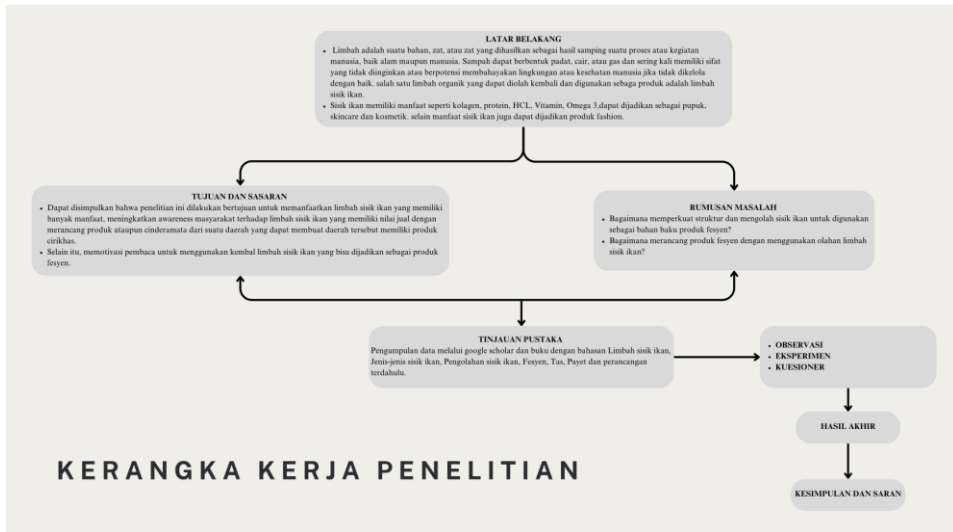 LATAR BELAKANG
• Limbah adalah suatu bahan, zat, atau zat yang dihasilkan sebagai hasil samping suatu proses atau kegiatan
manusia, baik alam maupun manusia. Sampah dapat berbentuk padat, cair, atau gas dan sering kali memiliki sifat
yang tidak diinginkan atau berpotensi membahayakan lingkungan atau kesehatan manusia jika tidak dikelola
dengan baik. salah satu limbah organik yang dapat diolah kembali dan digunakan sebaga produk adalah limbah
sisik ikan.
• Sisik ikan memiliki manfaat seperti kolagen, protein, HCL, Vitamin, Omega 3,dapat dijadikan sebagai pupuk,
skincare dan kosmetik. selain manfaat sisik ikan juga dapat dijadikan produk fashion.
TUJUAN DAN SASARAN
• Dapat disimpulkan bahwa penelitian ini dilakukan bertujuan untuk memanfaatkan limbah sisik ikan yang memiliki
banyak manfaat, meningkatkan awareness masyarakat terhadap limbah sisik ikan yang memiliki nilai jual dengan
merancang produk ataupun cinderamata dari suatu daerah yang dapat membuat daerah tersebut memiliki produk
cirikhas.
• Selain itu, memotivasi pembaca untuk menggunakan kembal limbah sisik ikan yang bisa dijadikan sebagai produk
fesyen.
RUMUSAN MASALAH
• Bagaimana memperkuat struktur dan mengolah sisik ikan untuk digunakan
sebagai bahan baku produk fesyen?
• Bagaimana merancang produk fesyen dengan menggunakan olahan limbah
sisik ikan?
TINJAUAN PUSTAKA
Pengumpulan data melalui google scholar dan buku dengan bahasan Limbah sisik ikan,
Jenis-jenis sisik ikan, Pengolahan sisik ikan, Fesyen, Tas, Payet dan perancangan
terdahulu.
• OBSERVASI
• EKSPERIMEN
• KUESIONER
HASIL AKHIR
KESIMPULAN DAN SARAN
KERANGKA KERJA PENELITIAN